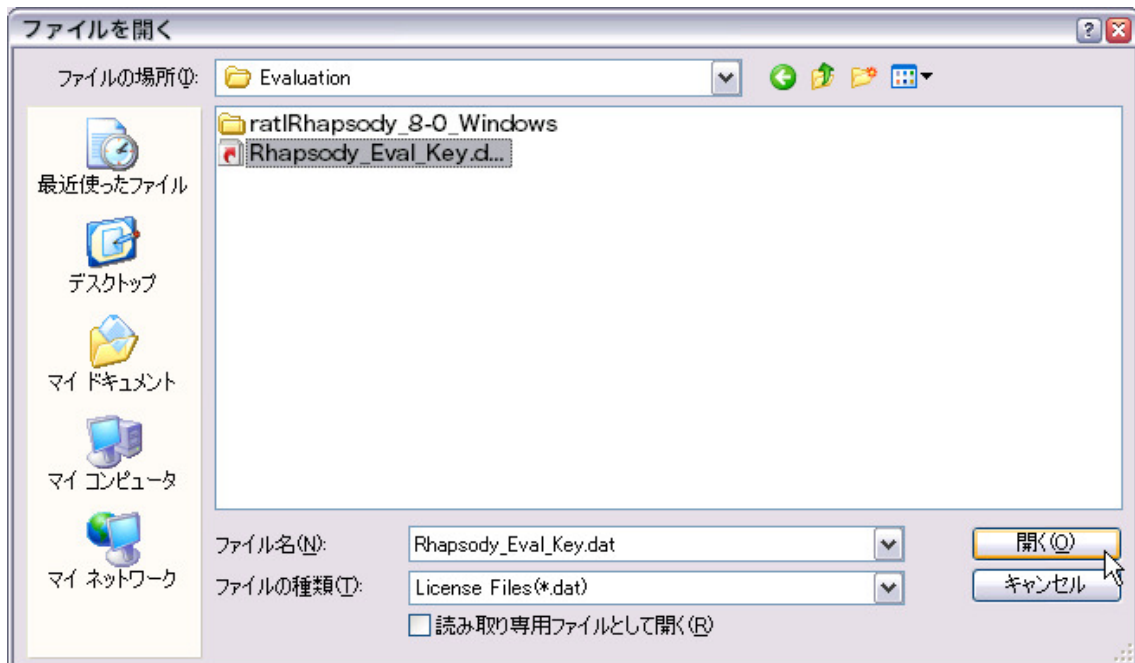 ファイルを開く
ファイルの場所(I):
Evaluation
ratlRhapsody_8-0_Windows
Rhapsody_Eval_Key.d...
最近使ったファイル
デスクトップ
マイ ドキュメント
マイ コンピュータ
マイ ネットワーク
ファイル名(N):
Rhapsody_Eval_Key.dat
開く(O)
ファイルの種類(T):
License Files(*.dat)
キャンセル
読み取り専用ファイルとして開く(R)